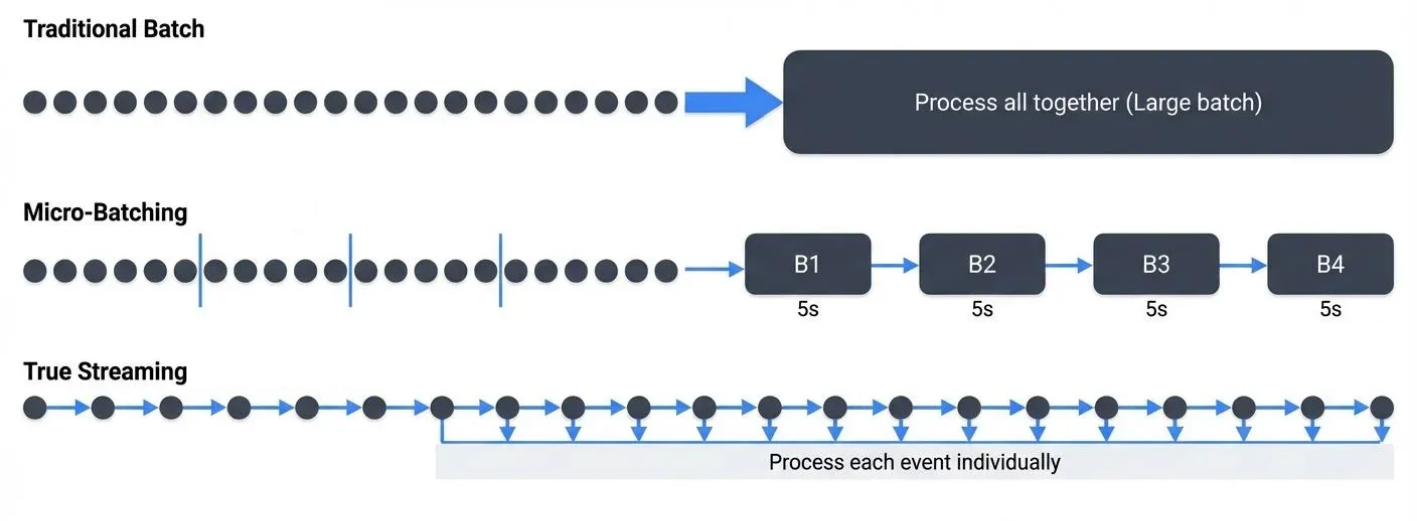 Traditional Batch
Process all together (Large batch)
Micro-Batching
B1
B2
B3
B4
5s
5s
5s
5s
True Streaming
Process each event individually